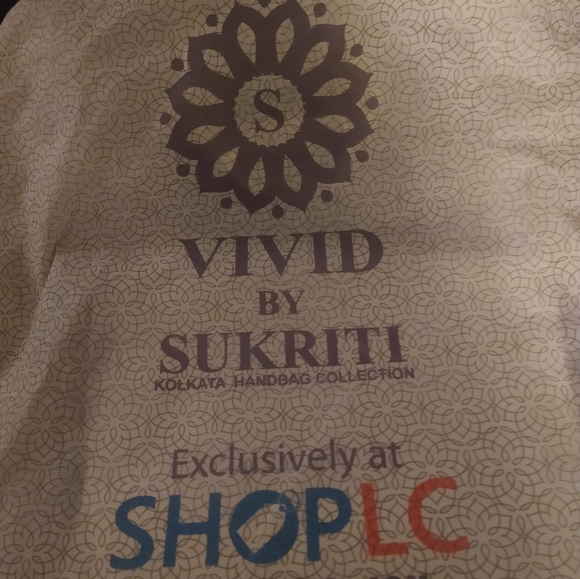 S
VIVID
BY
SUKRITI
KOLKATA HANDBAG COLLECTION
Exclusively at
SHOPLC